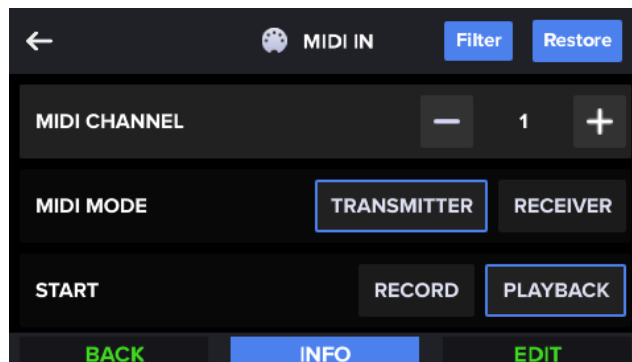 MIDI IN Filter Restore
MIDI CHANNEL 1
MIDI MODE TRANSMITTER RECEIVER
START RECORD PLAYBACK
BACK INFO EDIT